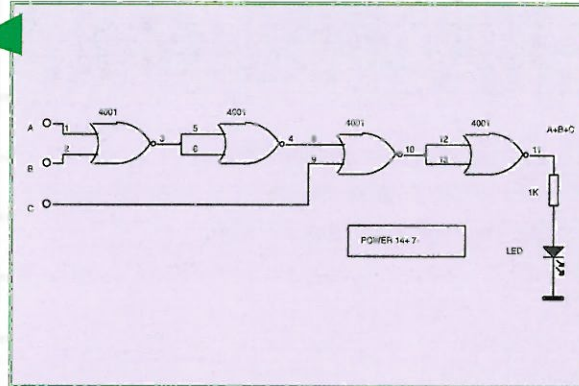 4001 4001 4001 4001 A+B+C
A 1 3 5 4 8 10 12 11
B 2 6 9 13
C
1K
POWER 14+ 7-
LED